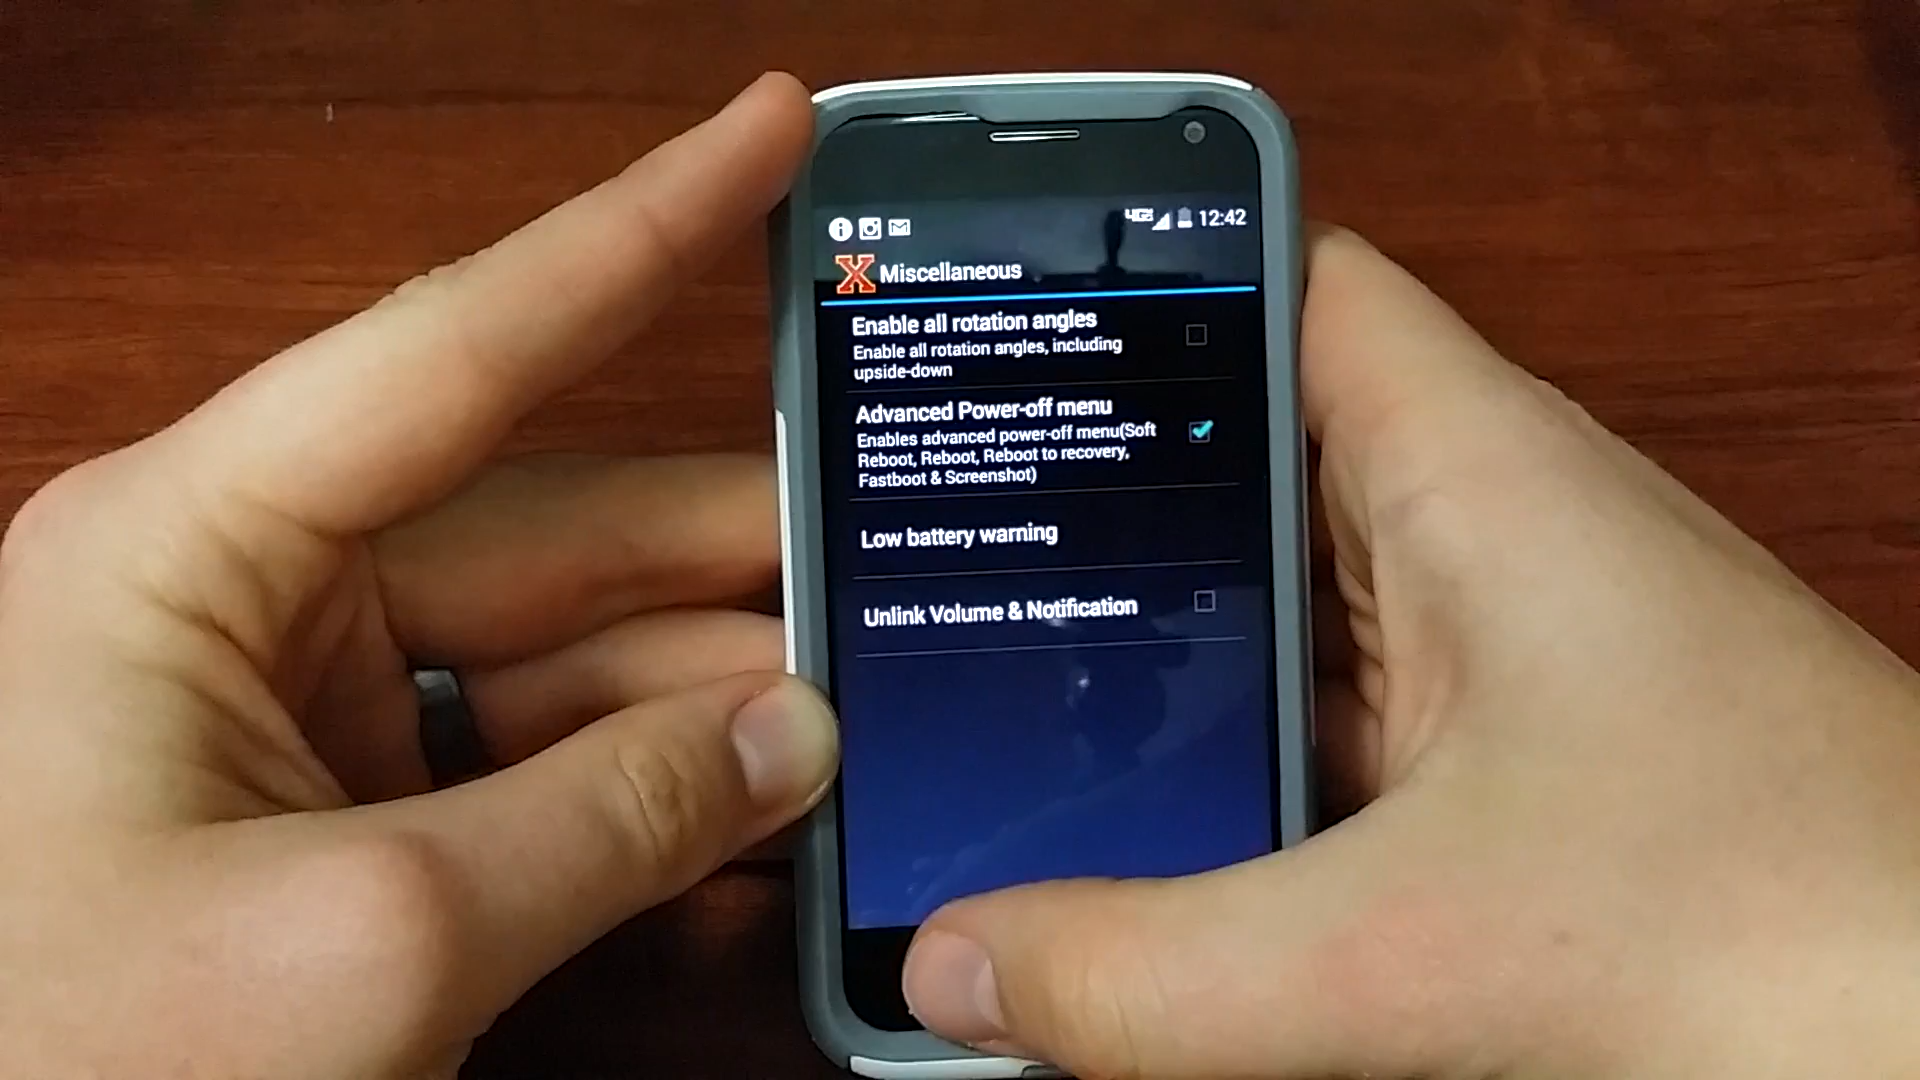 4G 12:42
X Miscellaneous
Enable all rotation angles
Enable all rotation angles, including
upside-down
Advanced Power-off menu
Enables advanced power-off menu(Soft
Reboot, Reboot, Reboot to recovery,
Fastboot & Screenshot)
Low battery warning
Unlink Volume & Notification